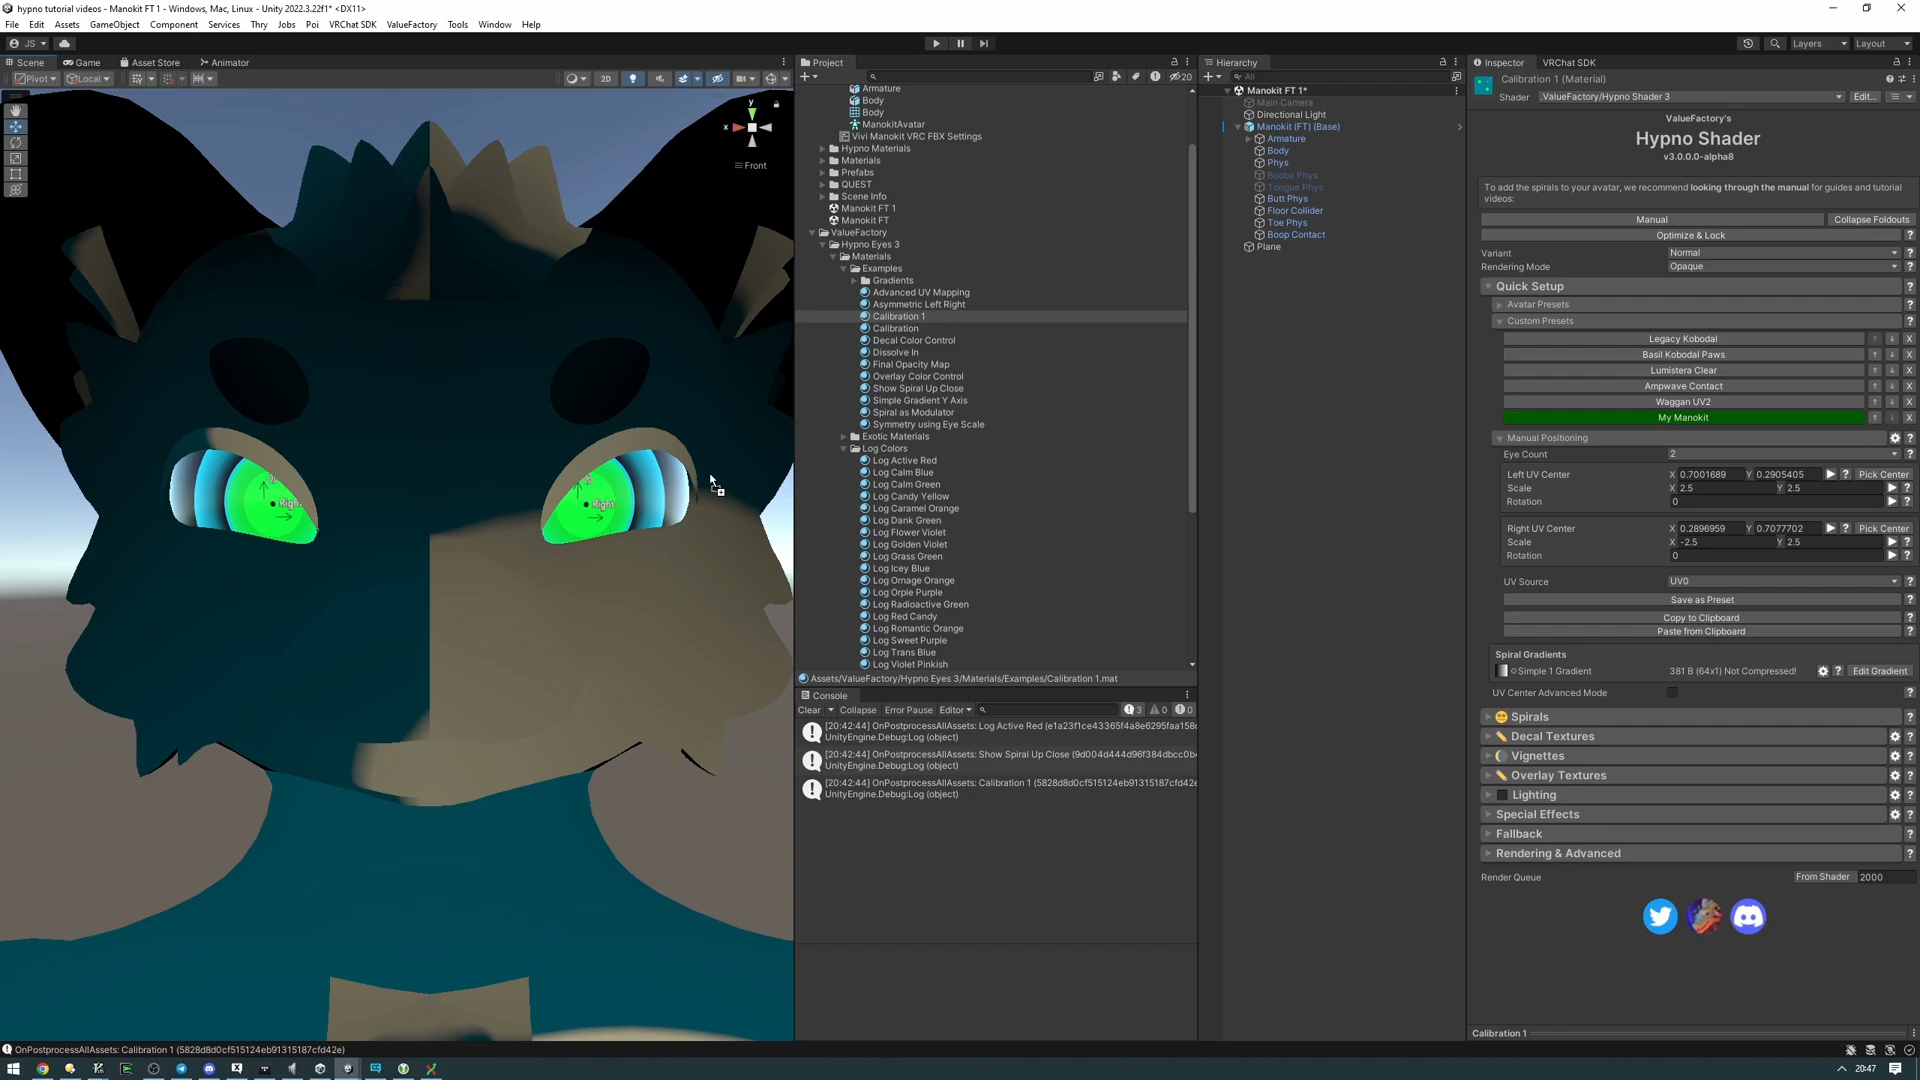 hypno tutorial videos - Manokit FT 1 - Windows, Mac, Linux - Unity 2022.3.22f1* <DX11>
File Edit Assets GameObject Component Services Thry Jobs Poi VRChat SDK ValueFactory Tools Window Help
JS
Layers Layout
Scene Game Asset Store Animator
Pivot Local 2D
y
x
Front
Up
Right
Up
Right
Project
20
Armature
Body
Body
ManokitAvatar
Vivi Manokit VRC FBX Settings
Hypno Materials
Materials
Prefabs
QUEST
Scene Info
Manokit FT 1
Manokit FT
ValueFactory
Hypno Eyes 3
Materials
Examples
Gradients
Advanced UV Mapping
Asymmetric Left Right
Calibration 1
Calibration
Decal Color Control
Dissolve In
Final Opacity Map
Overlay Color Control
Show Spiral Up Close
Simple Gradient Y Axis
Spiral as Modulator
Symmetry using Eye Scale
Exotic Materials
Log Colors
Log Active Red
Log Calm Blue
Log Calm Green
Log Candy Yellow
Log Caramel Orange
Log Dank Green
Log Flower Violet
Log Golden Violet
Log Grass Green
Log Icey Blue
Log Ornage Orange
Log Orple Purple
Log Radioactive Green
Log Red Candy
Log Romantic Orange
Log Sweet Purple
Log Trans Blue
Log Violet Pinkish
Assets/ValueFactory/Hypno Eyes 3/Materials/Examples/Calibration 1.mat
Console
Clear Collapse Error Pause Editor 3 0 0
[20:42:44] OnPostprocessAllAssets: Log Active Red (e1a23f1ce43365f4a8e6295faa158
UnityEngine.Debug:Log (object)
[20:42:44] OnPostprocessAllAssets: Show Spiral Up Close (9d004d444d96f384dbcc0b
UnityEngine.Debug:Log (object)
[20:42:44] OnPostprocessAllAssets: Calibration 1 (5828d8d0cf515124eb91315187cfd42e
UnityEngine.Debug:Log (object)
Hierarchy
All
Manokit FT 1*
Main Camera
Directional Light
Manokit (FT) (Base)
Armature
Body
Phys
Booba Phys
Tongue Phys
Butt Phys
Floor Collider
Toe Phys
Boop Contact
Plane
Inspector VRChat SDK
Calibration 1 (Material)
Shader .ValueFactory/Hypno Shader 3 Edit...
ValueFactory's
Hypno Shader
v3.0.0.0-alpha8
To add the spirals to your avatar, we recommend looking through the manual for guides and tutorial
videos:
Manual Collapse Foldouts
Optimize & Lock ?
Variant Normal ?
Rendering Mode Opaque ?
Quick Setup ?
Avatar Presets ?
Custom Presets ?
Legacy Kobodal X
Basil Kobodal Paws X
Lumistera Clear X
Ampwave Contact X
Waggan UV2 X
My Manokit X
Manual Positioning ?
Eye Count 2 ?
Left UV Center X 0.7001689 Y 0.2905405 ? Pick Center
Scale X 2.5 Y 2.5 ?
Rotation 0 ?
Right UV Center X 0.2896959 Y 0.7077702 ? Pick Center
Scale X -2.5 Y 2.5 ?
Rotation 0 ?
UV Source UV0 ?
Save as Preset ?
Copy to Clipboard ?
Paste from Clipboard ?
Spiral Gradients
Simple 1 Gradient 381 B (64x1) Not Compressed! ? Edit Gradient
UV Center Advanced Mode ?
Spirals ?
Decal Textures ?
Vignettes ?
Overlay Textures ?
Lighting ?
Special Effects ?
Fallback ?
Rendering & Advanced ?
Render Queue From Shader 2000
Calibration 1
OnPostprocessAllAssets: Calibration 1 (5828d8d0cf515124eb91315187cfd42e)
20:47